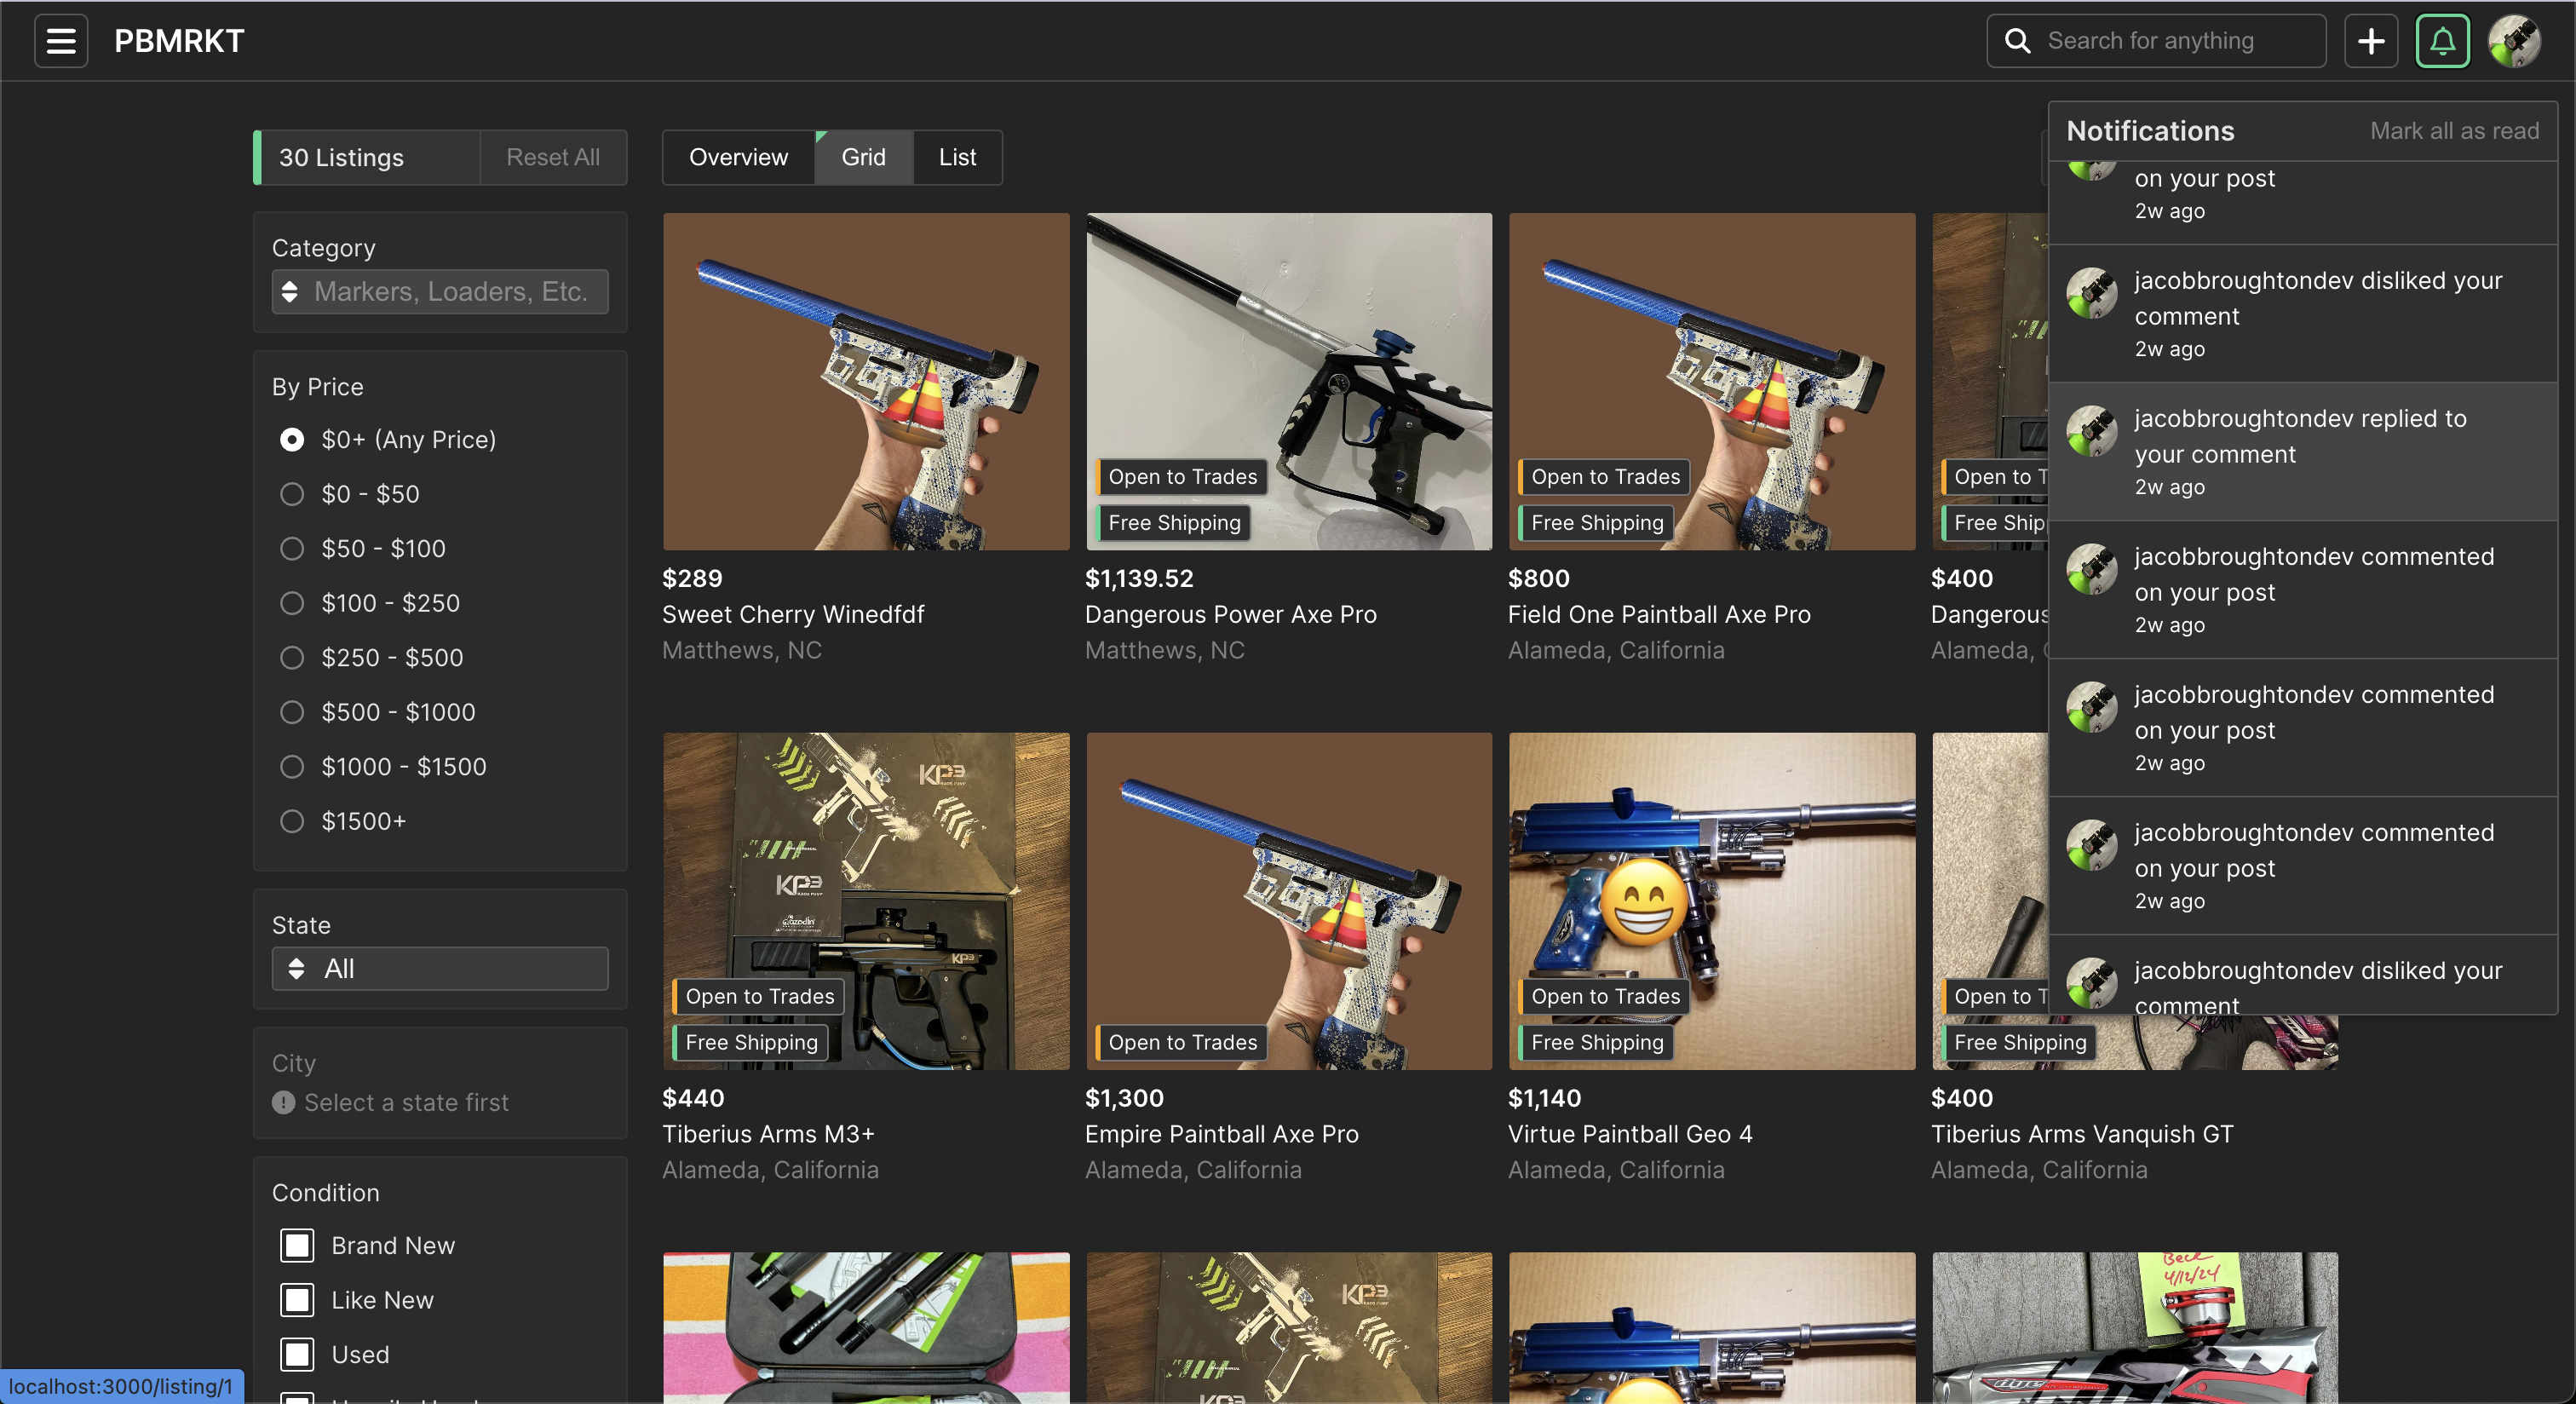 PBMRKT
Search for anything
30 Listings
Reset All
Overview
Grid
List
Category
Markers, Loaders, Etc.
By Price
$0+ (Any Price)
$0 - $50
$50 - $100
$100 - $250
$250 - $500
$500 - $1000
$1000 - $1500
$1500+
State
All
City
Select a state first
Condition
Brand New
Like New
Used
localhost:3000/listing/1
$289
Sweet Cherry Winedfdf
Matthews, NC
Open to Trades
Free Shipping
$1,139.52
Dangerous Power Axe Pro
Matthews, NC
Open to Trades
Free Shipping
$800
Field One Paintball Axe Pro
Alameda, California
Open to T
Free Ship
$400
Dangerous
Alameda,
KP3
KP3
KP3
Open to Trades
Free Shipping
$440
Tiberius Arms M3+
Alameda, California
Open to Trades
$1,300
Empire Paintball Axe Pro
Alameda, California
Open to Trades
Free Shipping
$1,140
Virtue Paintball Geo 4
Alameda, California
Open to T
Free Shipping
$400
Tiberius Arms Vanquish GT
Alameda, California
KP3
Beck
4/12/24
dye
Notifications
Mark all as read
on your post
2w ago
jacobbroughtondev disliked your
comment
2w ago
jacobbroughtondev replied to
your comment
2w ago
jacobbroughtondev commented
on your post
2w ago
jacobbroughtondev commented
on your post
2w ago
jacobbroughtondev commented
on your post
2w ago
jacobbroughtondev disliked your
comment